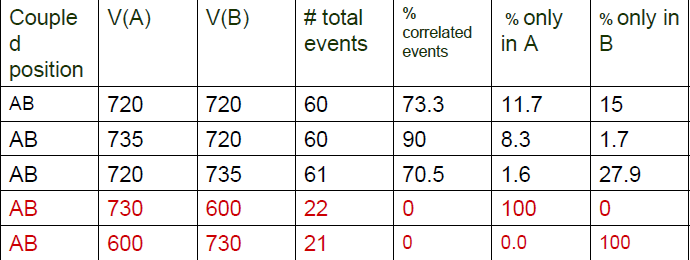 Couple V(A) V(B) # total % % only % only in
d events correlated in A B
position events
AB 720 720 60 73.3 11.7 15
AB 735 720 60 90 8.3 1.7
AB 720 735 61 70.5 1.6 27.9
AB 730 600 22 0 100 0
AB 600 730 21 0 0.0 100